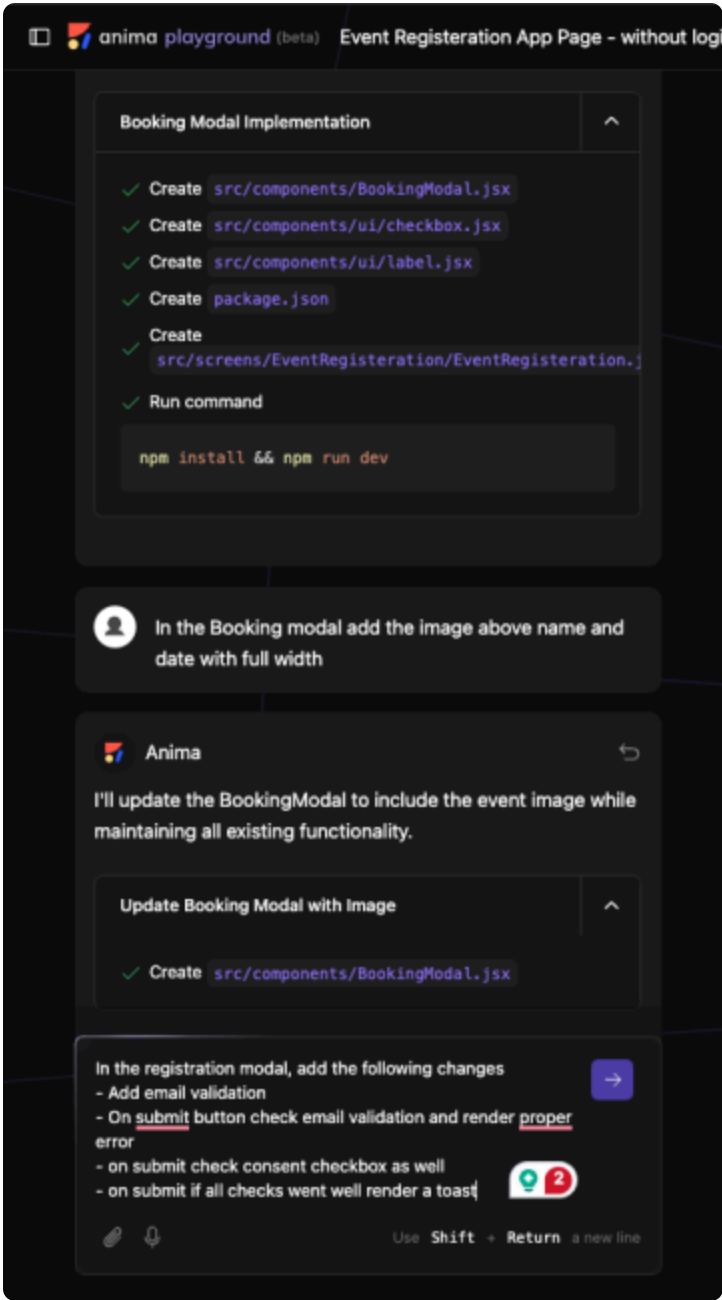 anima playground (beta) Event Registeration App Page - without logi
Booking Modal Implementation
Create src/components/BookingModal.jsx
Create src/components/ui/checkbox.jsx
Create src/components/ui/label.jsx
Create package.json
Create
src/screens/EventRegisteration/EventRegisteration.j
Run command
npm install && npm run dev
In the Booking modal add the image above name and
date with full width
Anima
I'll update the BookingModal to include the event image while
maintaining all existing functionality.
Update Booking Modal with Image
Create src/components/BookingModal.jsx
In the registration modal, add the following changes
- Add email validation
- On submit button check email validation and render proper
error
- on submit check consent checkbox as well
- on submit if all checks went well render a toast
2
Use Shift + Return a new line